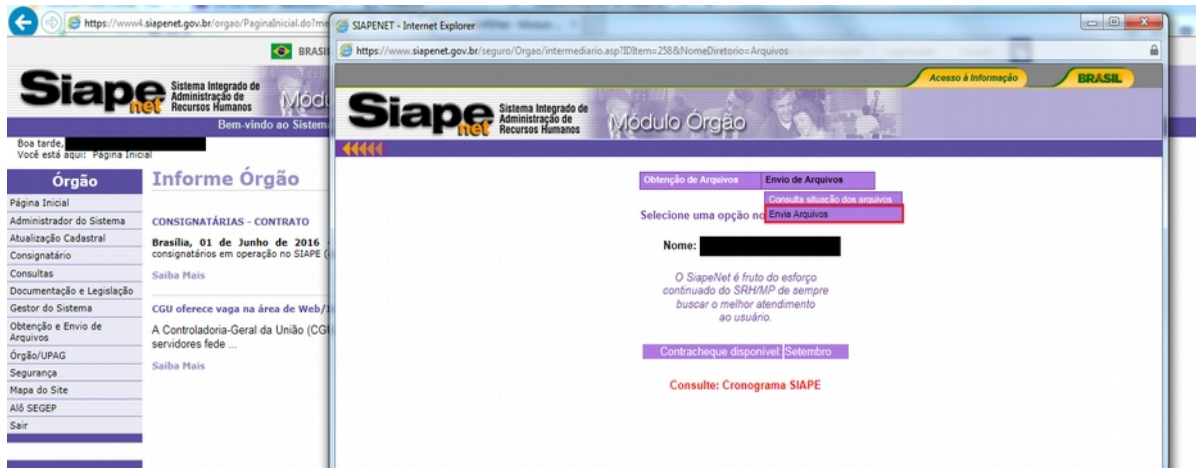 https://www4.siapenet.gov.br/orgao/PaginaInicial.do?me
BRASI
Siape
net
Sistema Integrado de
Administração de
Recursos Humanos
Módu
Bem-vindo ao Sistem
Boa tarde,
Você está aqui: Página Inicial
Órgão
Página Inicial
Administrador do Sistema
Atualização Cadastral
Consignatário
Consultas
Documentação e Legislação
Gestor do Sistema
Obtenção e Envio de
Arquivos
Órgão/UPAG
Segurança
Mapa do Site
Alô SEGEP
Sair
Informe Órgão
CONSIGNATÁRIAS - CONTRATO
Brasília, 01 de Junho de 2016 -
consignatários em operação no SIAPE (
Saiba Mais
CGU oferece vaga na área de Web/
A Controladoria-Geral da União (CGU
servidores fede ...
Saiba Mais
SIAPENET - Internet Explorer
https://www.siapenet.gov.br/seguro/Orgao/intermediario.asp?IDItem=258&NomeDiretorio=Arquivos
Acesso à Informação
BRASIL
Siape
net
Sistema Integrado de
Administração de
Recursos Humanos
Módulo Órgão
Obtenção de Arquivos
Envio de Arquivos
Consulta situação dos arquivos
Selecione uma opção no
Envia Arquivos
Nome:
O SiapeNet é fruto do esforço
continuado do SRH/MP de sempre
buscar o melhor atendimento
ao usuário.
Contracheque disponível: Setembro
Consulte: Cronograma SIAPE